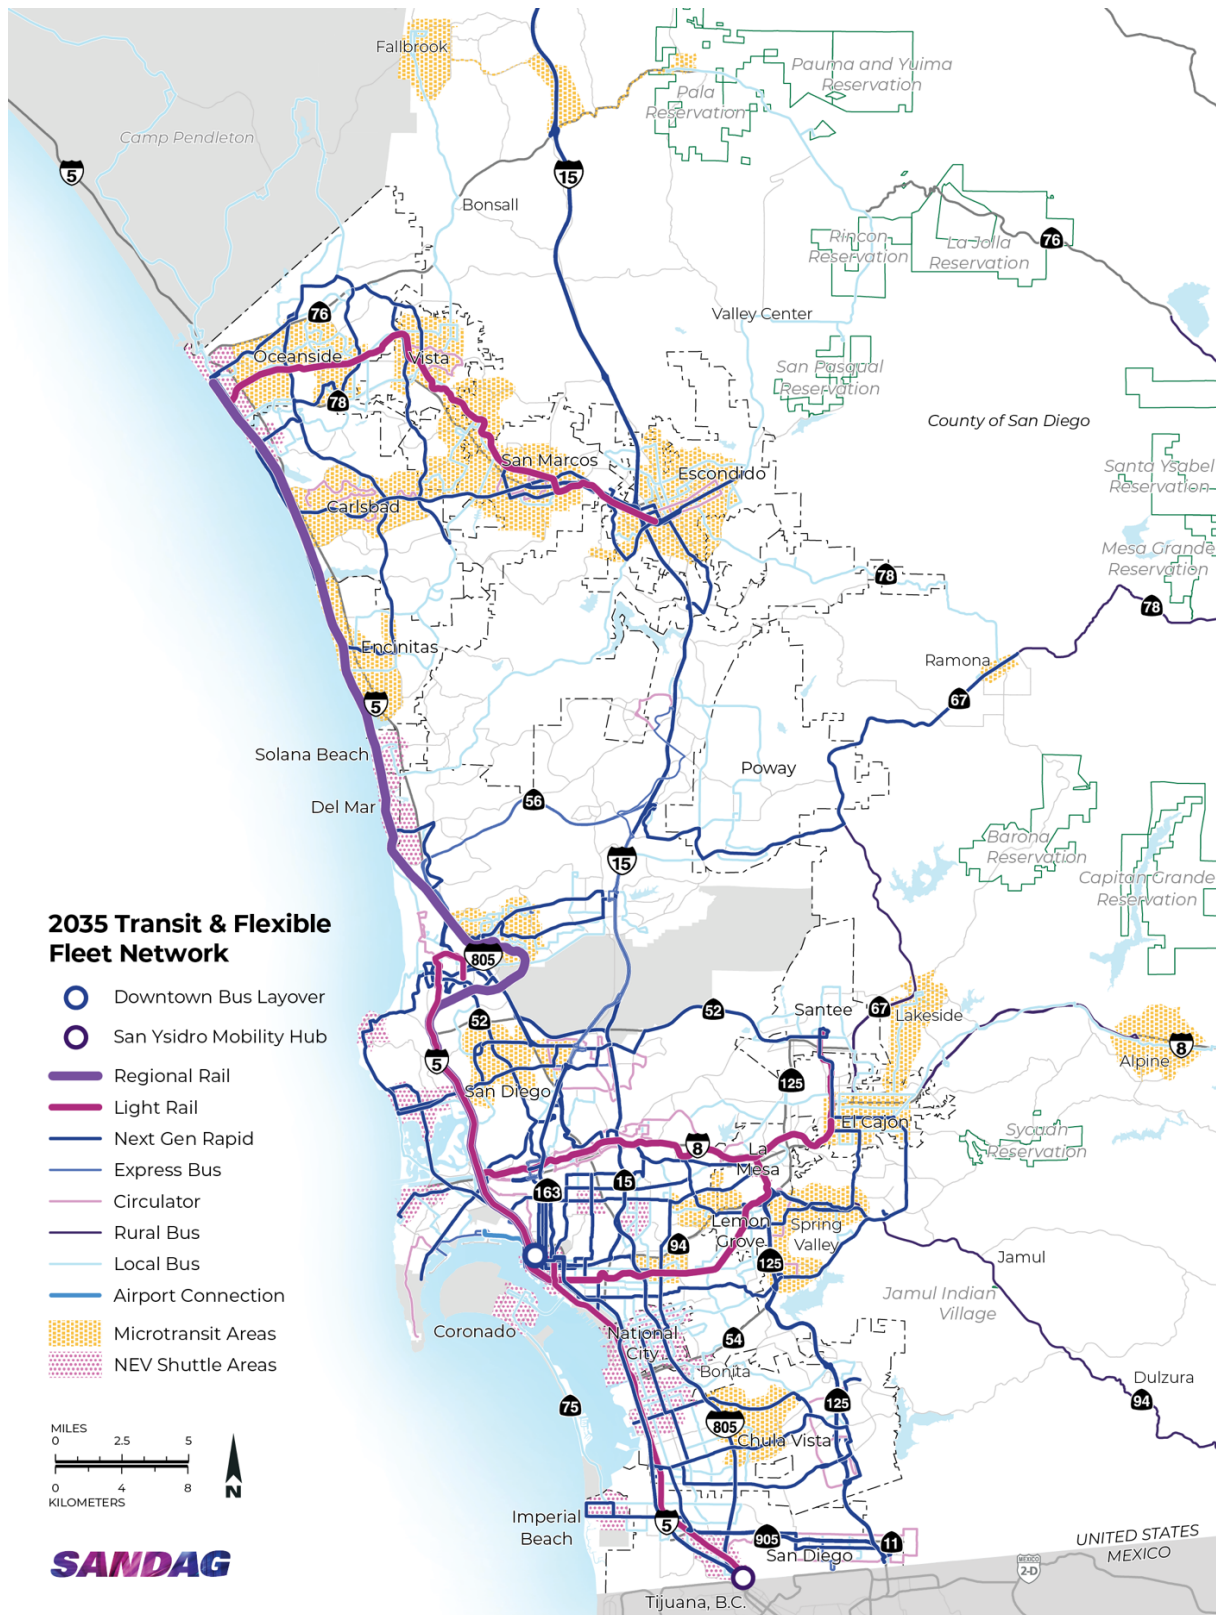 Fallbrook
Pauma and Yuima
Reservation
Pala
Reservation
Camp Pendleton
5
15
Bonsall
Rincon
Reservation
La Jolla
Reservation
76
Valley Center
76
Oceanside
Vista
San Pasqual
Reservation
78
County of San Diego
San Marcos
Escondido
Santa Ysabel
Reservation
Carlsbad
Mesa Grande
Reservation
78
78
Encinitas
Ramona
67
5
Solana Beach
Poway
Del Mar
56
15
Barona
Reservation
Capitan Grande
Reservation
2035 Transit & Flexible
Fleet Network
805
Downtown Bus Layover
San Ysidro Mobility Hub
Regional Rail
Light Rail
Next Gen Rapid
Express Bus
Circulator
Rural Bus
Local Bus
Airport Connection
Microtransit Areas
NEV Shuttle Areas
52
52
Santee
67
Lakeside
5
8
Alpine
125
San Diego
El Cajon
Sycuan
Reservation
8
La
Mesa
163
15
Lemon
Grove
Spring
Valley
94
125
Jamul
Jamul Indian
Village
Coronado
National
City
54
Bonita
Dulzura
94
75
125
805
Chula Vista
MILES
0 2.5 5
0 4 8
KILOMETERS
N
Imperial
Beach
5
905
11
San Diego
UNITED STATES
MEXICO
MEXICO
2-D
SANDAG
Tijuana, B.C.